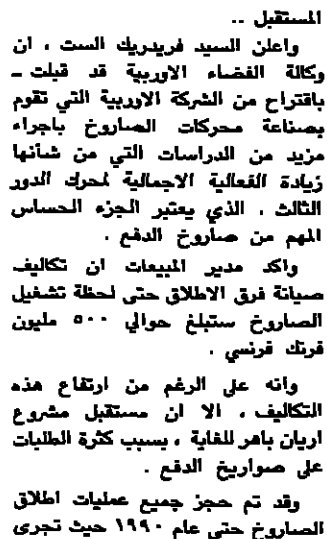 المستقبل ..
واعلن السيد فريدريك الست ، ان
وكالة الفضاء الاوربية قد قبلت -
باقتراح من الشركة الاوربية التي تقوم
بصناعة محركات الصاروخ باجراء
مزيد من الدراسات التي من شأنها
زيادة الفعالية الاجمالية لمحرك الدور
الثالث ، الذي يعتبر الجزء الحساس
المهم من صاروخ الدفع .
واكد مدير المبيعات ان تكاليف
صيانة فرق الاطلاق حتى لحظة تشغيل
الصاروخ ستبلغ حوالي ٥٠٠ مليون
فرنك فرنسي .
وانه على الرغم من ارتفاع هذه
التكاليف ، الا ان مستقبل مشروع
اريان باهر للغاية ، بسبب كثرة الطلبات
على صواريخ الدفع .
وقد تم حجز جميع عمليات اطلاق
الصاروخ حتى عام ١٩٩٠ حيث تجرى